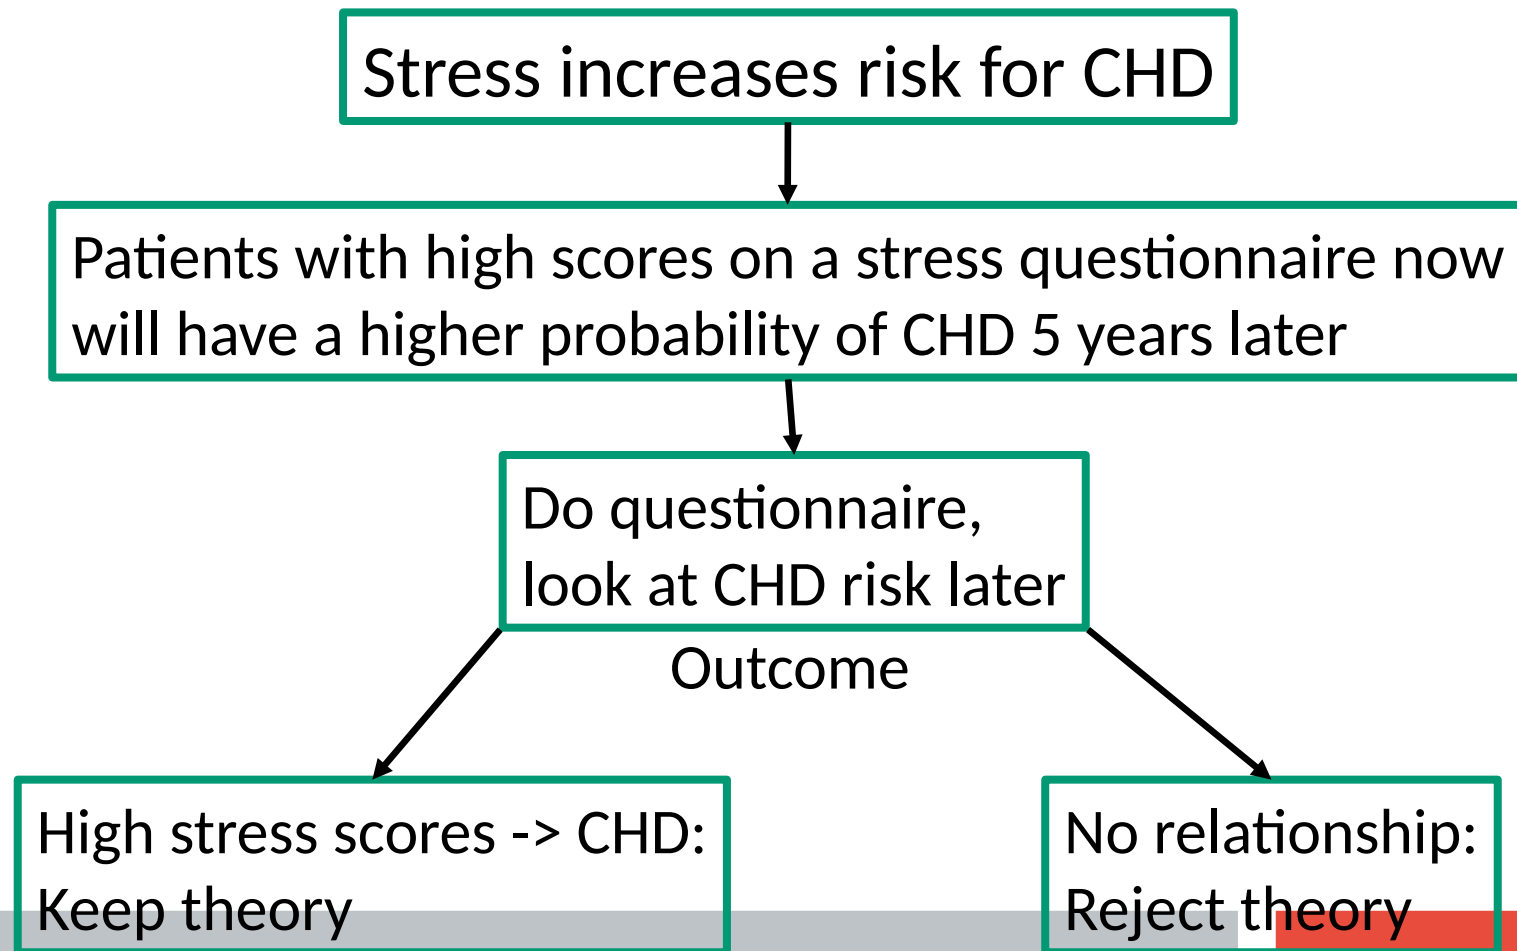 Stress increases risk for CHD
Patients with high scores on a stress questionnaire now
will have a higher probability of CHD 5 years later
Do questionnaire,
look at CHD risk later
Outcome
High stress scores -> CHD:
Keep theory
No relationship:
Reject theory